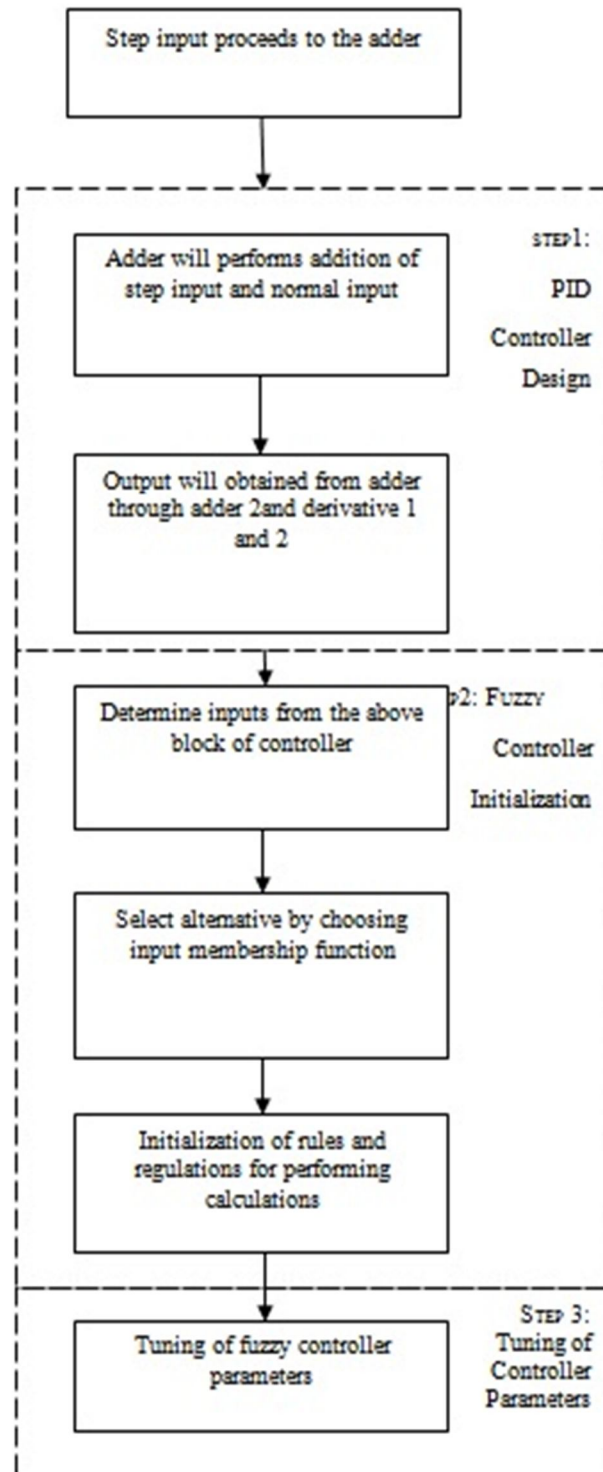 Step input proceeds to the adder
STEP1:
PID
Controller
Design
Adder will performs addition of
step input and normal input
Output will obtained from adder
through adder 2and derivative 1
and 2
P2: FUZZY
Controller
Initialization
Determine inputs from the above
block of controller
Select alternative by choosing
input membership function
Initialization of rules and
regulations for performing
calculations
STEP 3:
Tuning of
Controller
Parameters
Tuning of fuzzy controller
parameters